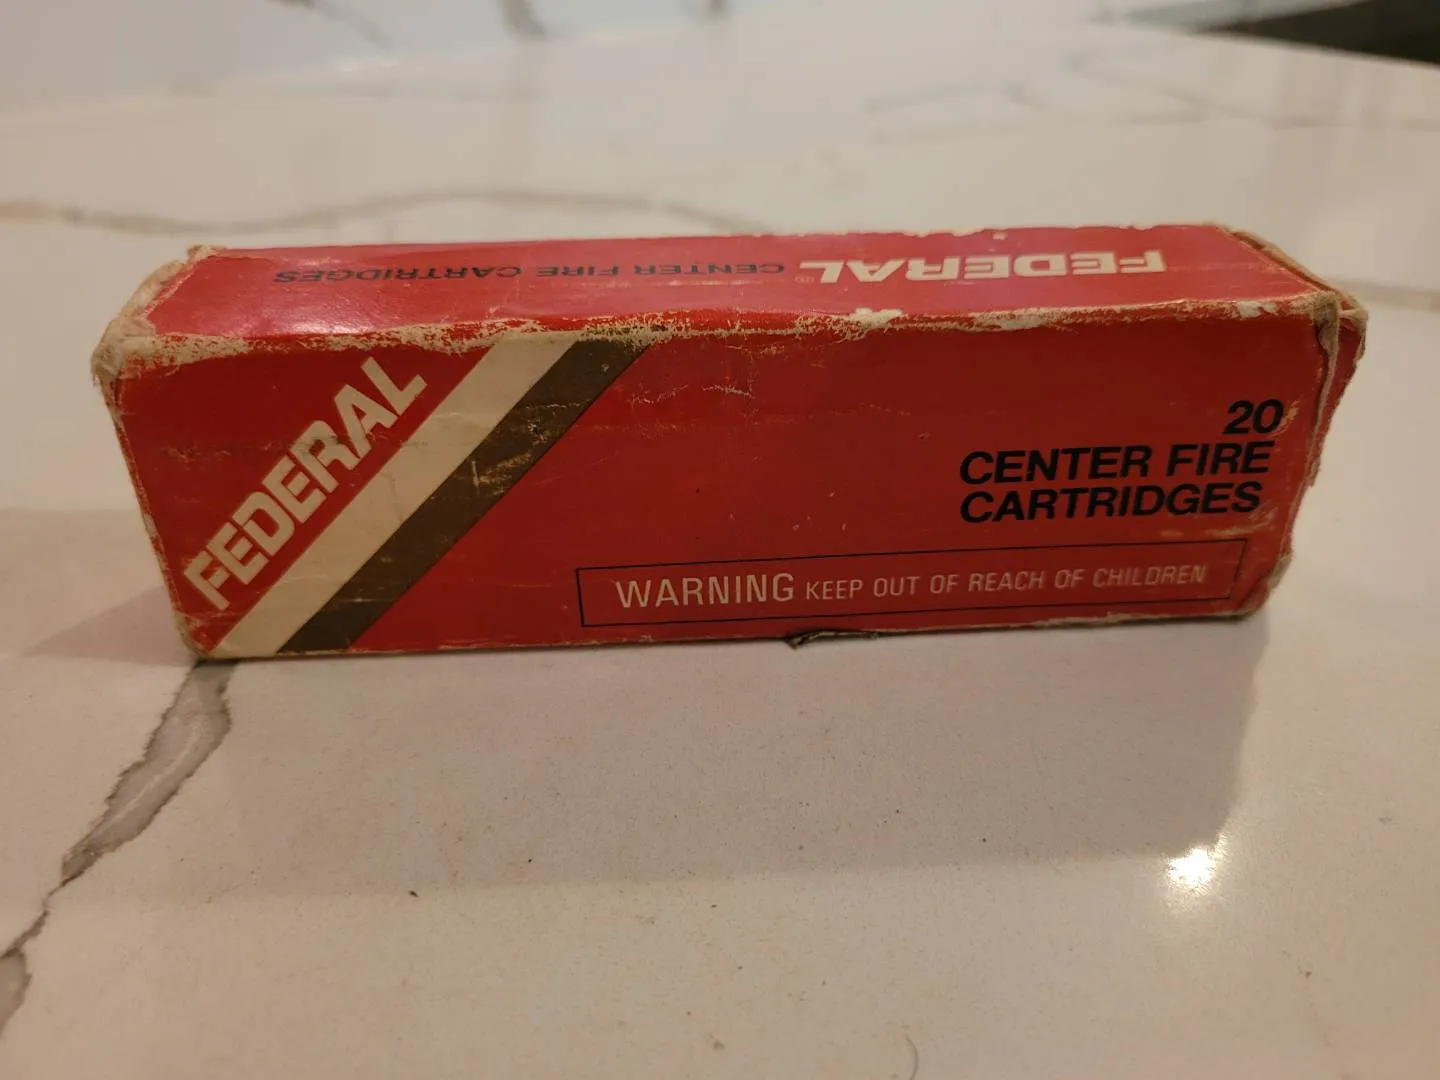 FEDERAL® CENTER FIRE CARTRIDGES
FEDERAL
20
CENTER FIRE
CARTRIDGES
WARNING KEEP OUT OF REACH OF CHILDREN